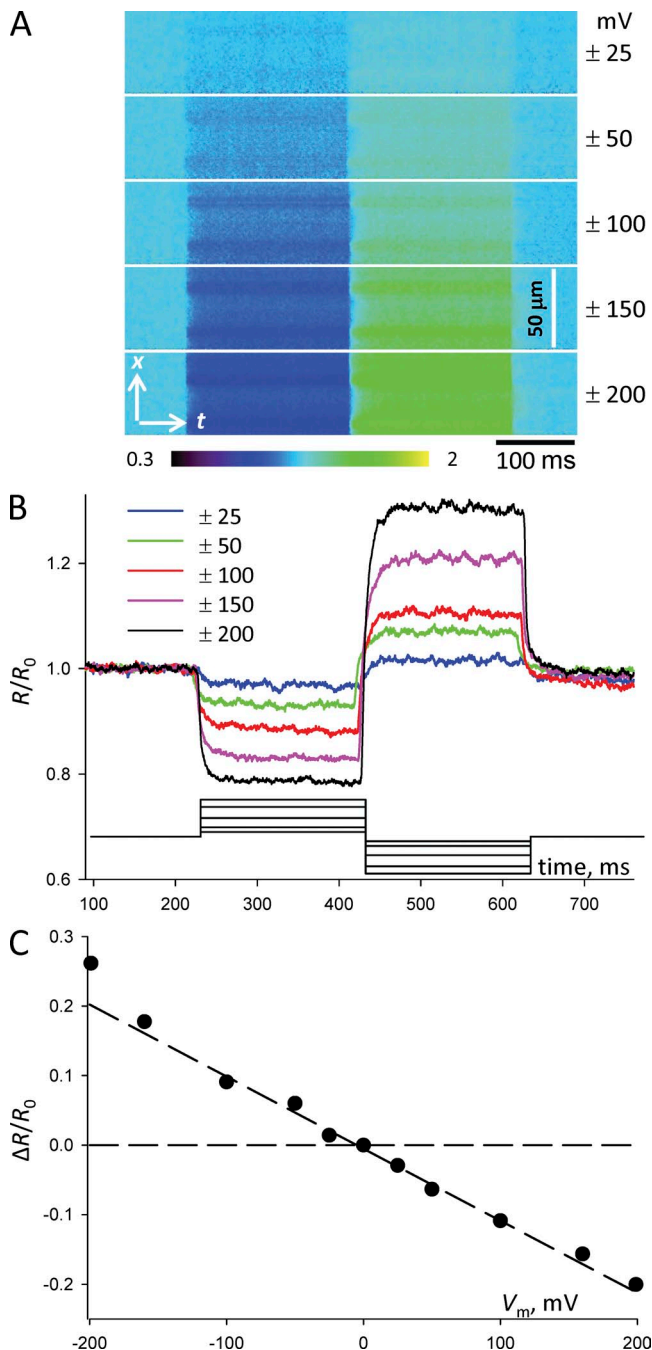 A
mV
± 25
± 50
± 100
± 150
± 200
50 μm
x
t
0.3
2
100 ms
B
± 25
± 50
± 100
± 150
± 200
1.2
1.0
0.8
0.6
R/R0
time, ms
100 200 300 400 500 600 700
C
0.3
0.2
0.1
0.0
-0.1
-0.2
ΔR/R0
Vm, mV
-200 -100 0 100 200